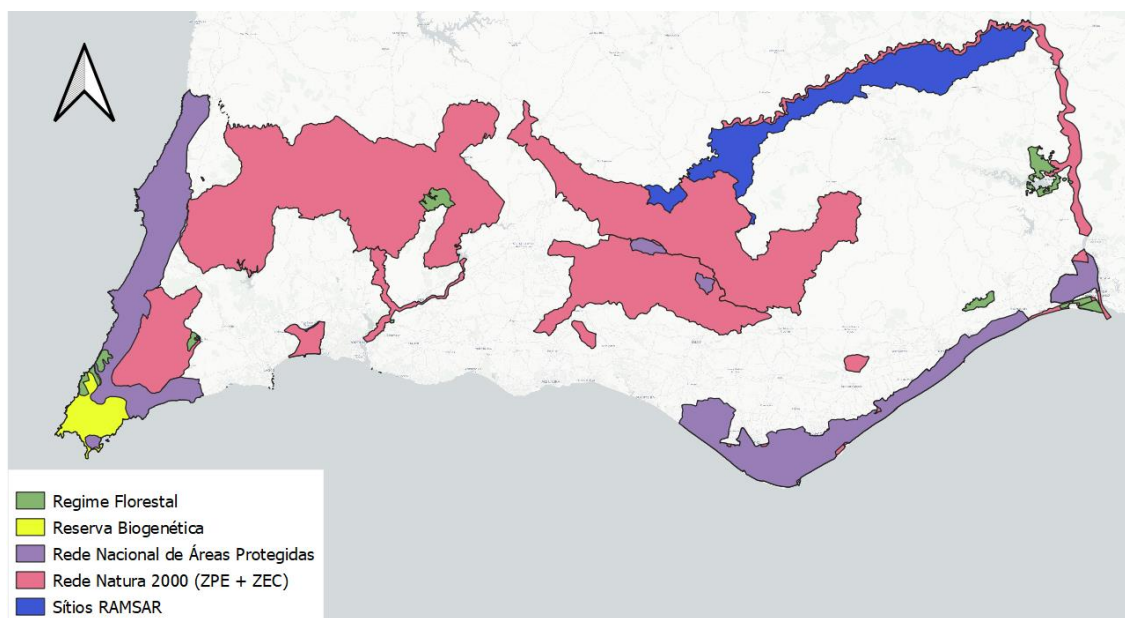 Regime Florestal
Reserva Biogenética
Rede Nacional de Áreas Protegidas
Rede Natura 2000 (ZPE + ZEC)
Sítios RAMSAR